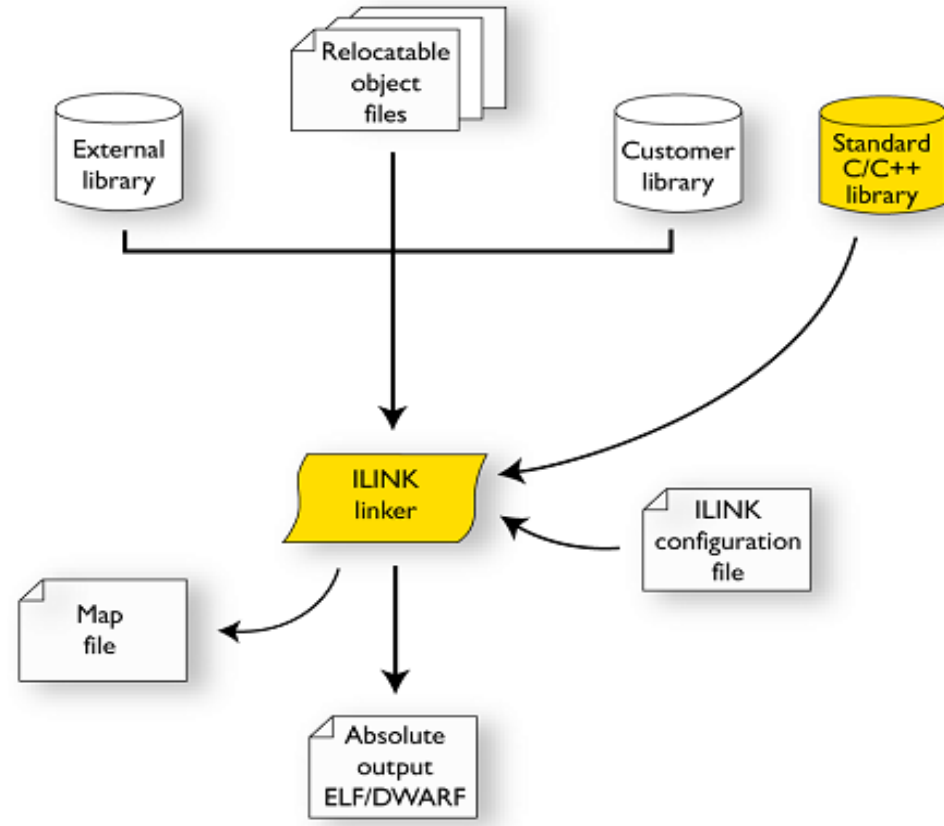 Relocatable
object
files
External
library
Customer
library
Standard
C/C++
library
ILINK
linker
ILINK
configuration
file
Map
file
Absolute
output
ELF/DWARF